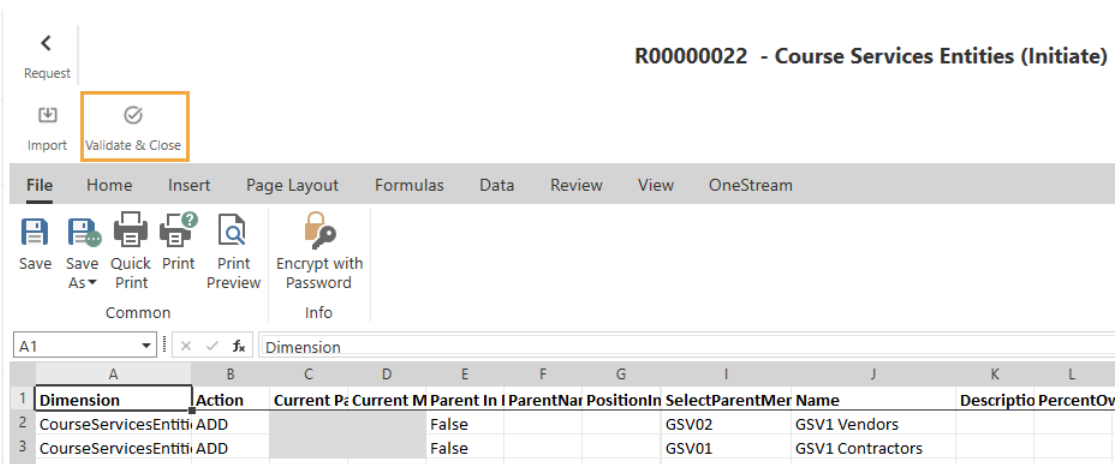 Request
R00000022 - Course Services Entities (Initiate)
Import Validate & Close
File Home Insert Page Layout Formulas Data Review View OneStream
Save Save As Quick Print Print Print Preview Encrypt with Password
Common Info
A1 fx Dimension
A B C D E F G I J K L
1 Dimension Action Current Pa Current M Parent In I ParentNar PositionIn SelectParentMer Name Descriptio PercentOw
2 CourseServicesEntiti ADD False GSV02 GSV1 Vendors
3 CourseServicesEntiti ADD False GSV01 GSV1 Contractors